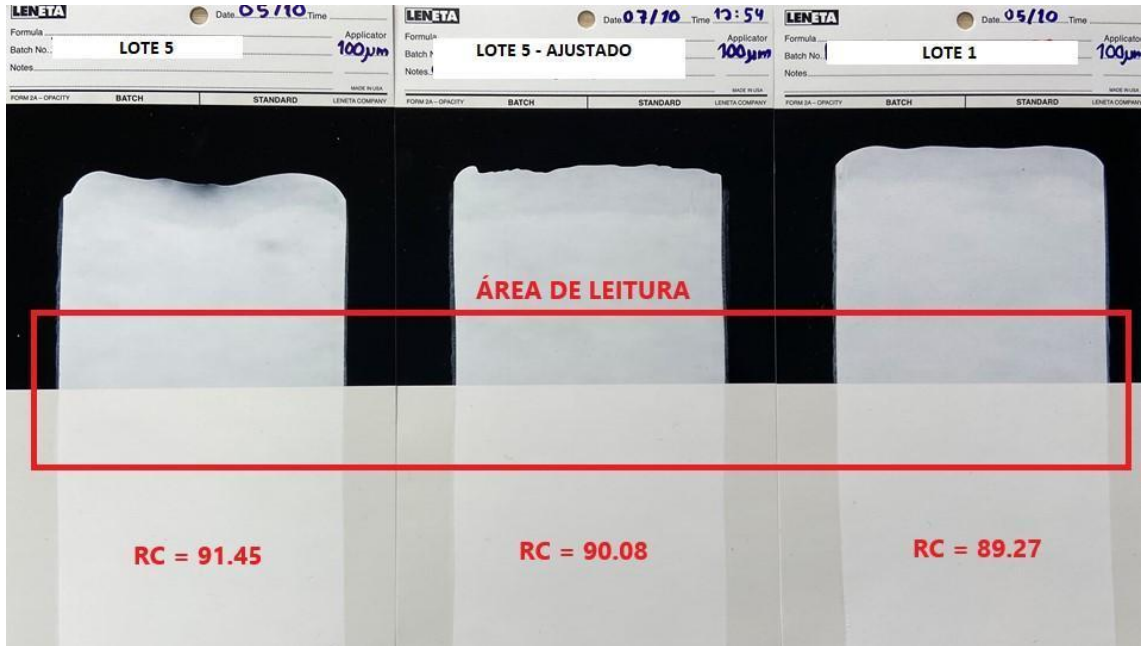 LENETA
Date 05/10 Time
Formula
Applicator
Batch No.
LOTE 5
100µm
Notes
MADE IN USA
FORM 2A – OPACITY BATCH STANDARD LENETA COMPANY
LENETA
Date 07/10 Time 12:54
Formula
Applicator
Batch
LOTE 5 - AJUSTADO
100µm
Notes
MADE IN USA
FORM 2A – OPACITY BATCH STANDARD LENETA COMPANY
LENETA
Date 05/10 Time
Formula
Applicator
Batch No.
LOTE 1
100µm
Notes
MADE IN USA
FORM 2A – OPACITY BATCH STANDARD LENETA COMPANY
ÁREA DE LEITURA
RC = 91.45
RC = 90.08
RC = 89.27